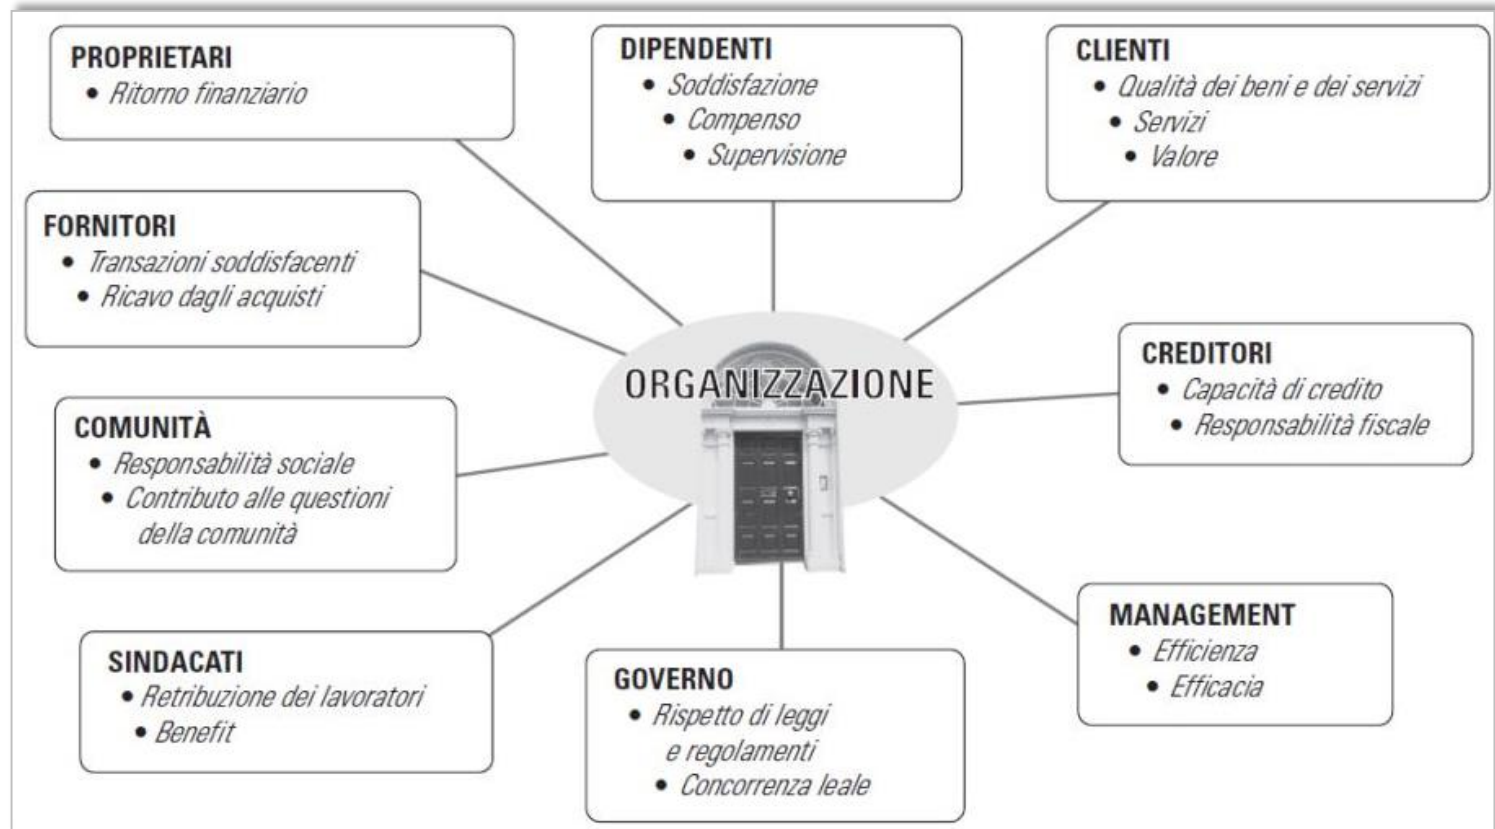 PROPRIETARI
• Ritorno finanziario
DIPENDENTI
• Soddisfazione
• Compenso
• Supervisione
CLIENTI
• Qualità dei beni e dei servizi
• Servizi
• Valore
FORNITORI
• Transazioni soddisfacenti
• Ricavo dagli acquisti
ORGANIZZAZIONE
CREDITORI
• Capacità di credito
• Responsabilità fiscale
COMUNITÀ
• Responsabilità sociale
• Contributo alle questioni
della comunità
MANAGEMENT
• Efficienza
• Efficacia
SINDACATI
• Retribuzione dei lavoratori
• Benefit
GOVERNO
• Rispetto di leggi
e regolamenti
• Concorrenza leale